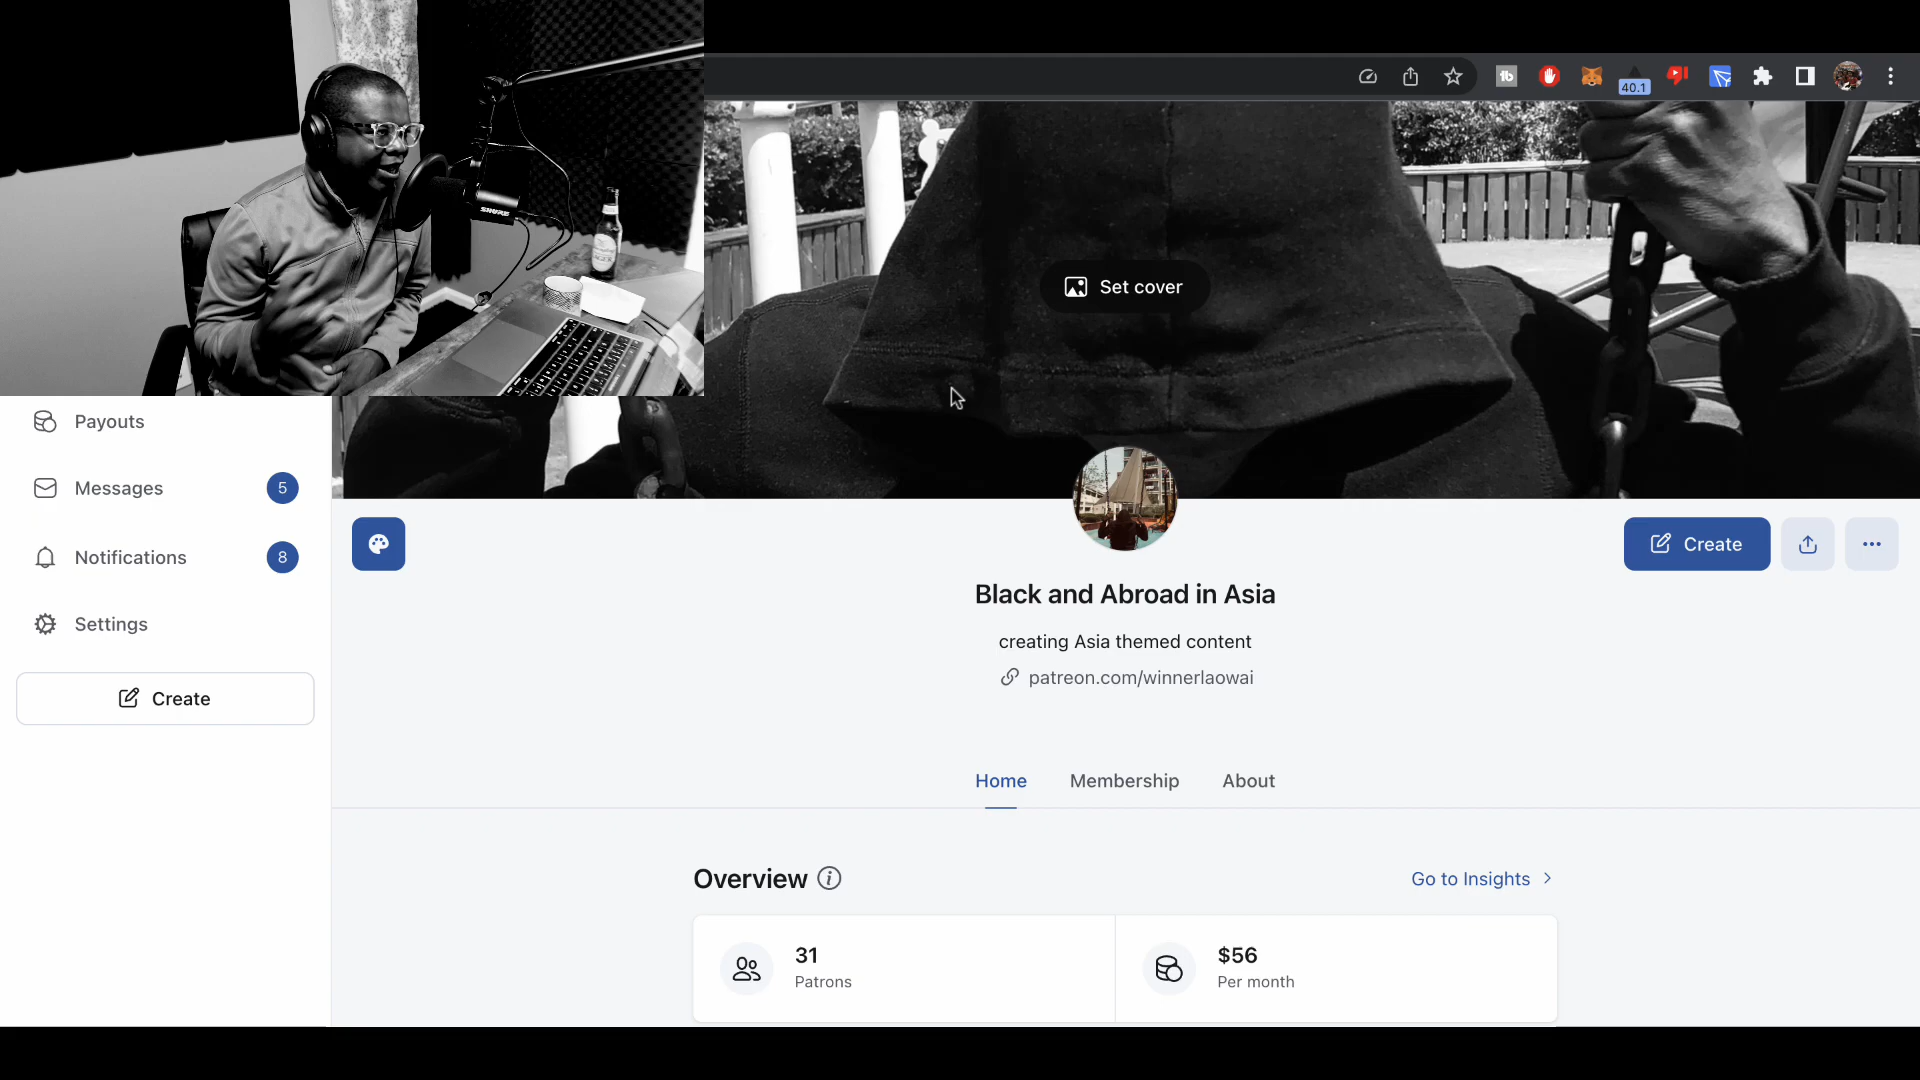 SHURE
40.1
Set cover
Payouts
Messages
5
Notifications
8
Settings
Create
Create
Black and Abroad in Asia
creating Asia themed content
patreon.com/winnerlaowai
Home
Membership
About
Overview
Go to Insights
31
Patrons
$56
Per month